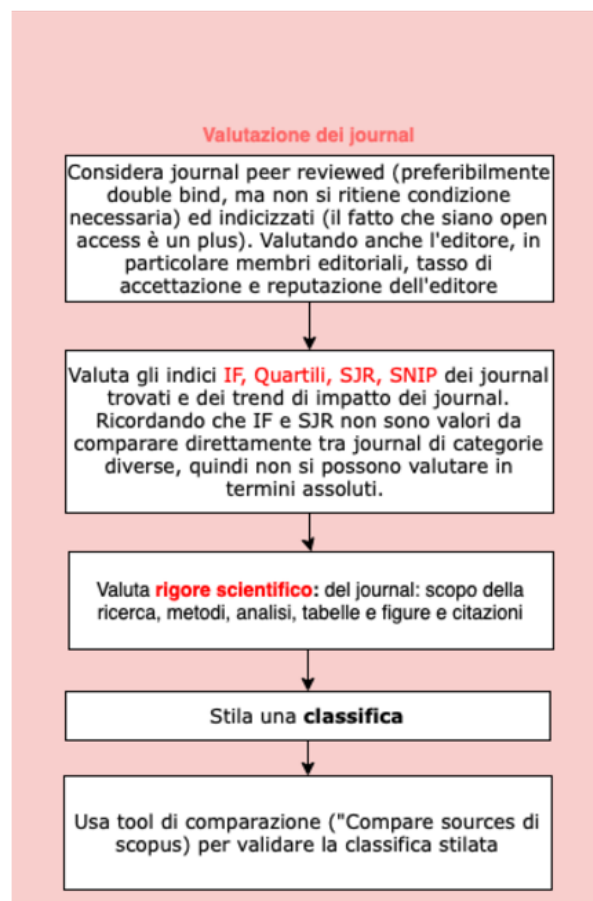 Valutazione dei journal
Considera journal peer reviewed (preferibilmente
double bind, ma non si ritiene condizione
necessaria) ed indicizzati (il fatto che siano open
access è un plus). Valutando anche l'editore, in
particolare membri editoriali, tasso di
accettazione e reputazione dell'editore
Valuta gli indici IF, Quartili, SJR, SNIP dei journal
trovati e dei trend di impatto dei journal.
Ricordando che IF e SJR non sono valori da
comparare direttamente tra journal di categorie
diverse, quindi non si possono valutare in
termini assoluti.
Valuta rigore scientifico: del journal: scopo della
ricerca, metodi, analisi, tabelle e figure e citazioni
Stila una classifica
Usa tool di comparazione ("Compare sources di
scopus) per validare la classifica stilata